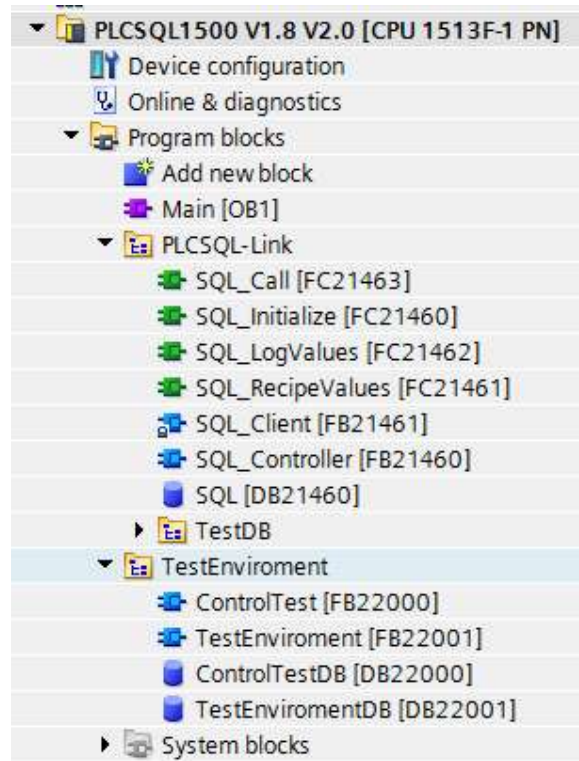 PLCSQL1500 V1.8 V2.0 [CPU 1513F-1 PN]
Device configuration
Online & diagnostics
Program blocks
Add new block
Main [OB1]
PLCSQL-Link
SQL_Call [FC21463]
SQL_Initialize [FC21460]
SQL_LogValues [FC21462]
SQL_RecipeValues [FC21461]
SQL_Client [FB21461]
SQL_Controller [FB21460]
SQL [DB21460]
TestDB
TestEnviroment
ControlTest [FB22000]
TestEnviroment [FB22001]
ControlTestDB [DB22000]
TestEnviromentDB [DB22001]
System blocks